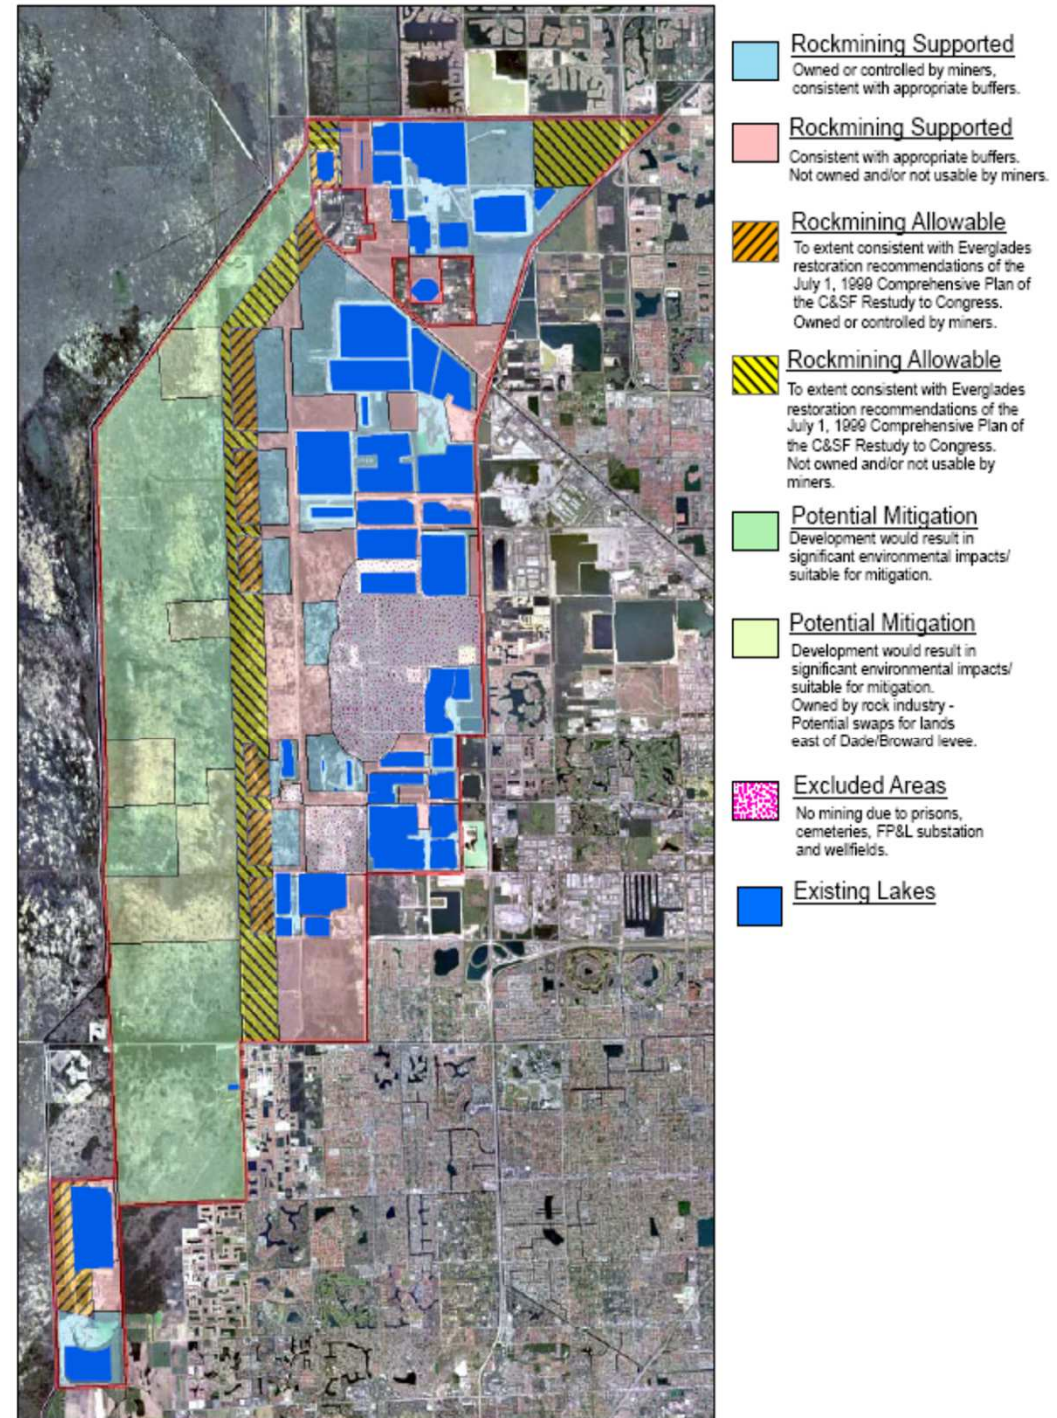 Rockmining Supported
Owned or controlled by miners,
consistent with appropriate buffers.
Rockmining Supported
Consistent with appropriate buffers.
Not owned and/or not usable by miners.
Rockmining Allowable
To extent consistent with Everglades
restoration recommendations of the
July 1, 1999 Comprehensive Plan of
the C&SF Restudy to Congress.
Owned or controlled by miners.
Rockmining Allowable
To extent consistent with Everglades
restoration recommendations of the
July 1, 1999 Comprehensive Plan of
the C&SF Restudy to Congress.
Not owned and/or not usable by
miners.
Potential Mitigation
Development would result in
significant environmental impacts/
suitable for mitigation.
Potential Mitigation
Development would result in
significant environmental impacts/
suitable for mitigation.
Owned by rock industry -
Potential swaps for lands
east of Dade/Broward levee.
Excluded Areas
No mining due to prisons,
cemeteries, FP&L substation
and wellfields.
Existing Lakes